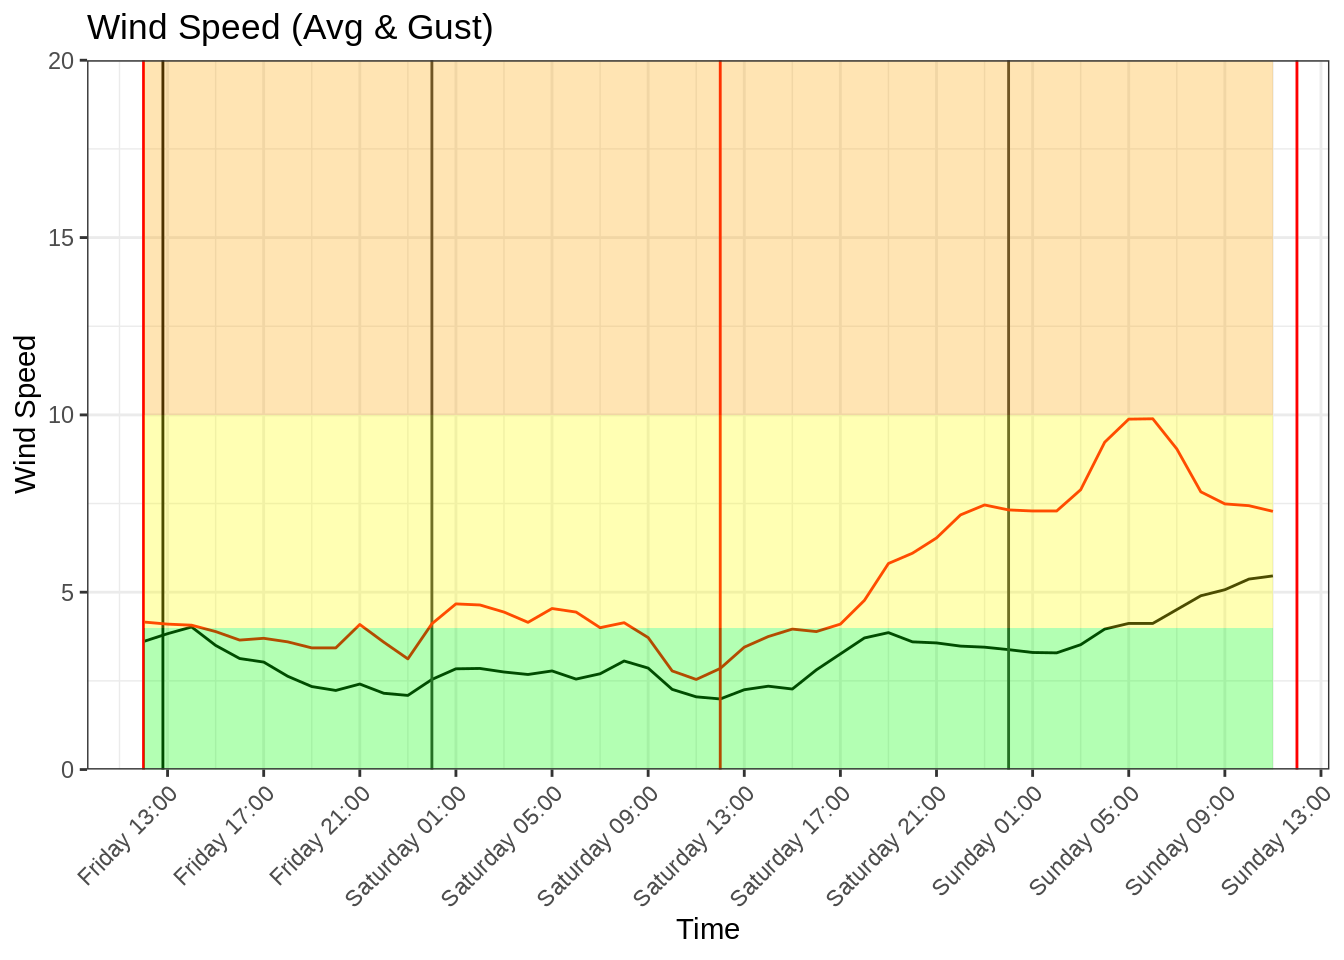 Wind Speed (Avg & Gust)
20
15
10
5
0
Wind Speed
Friday 13:00
Friday 17:00
Friday 21:00
Saturday 01:00
Saturday 05:00
Saturday 09:00
Saturday 13:00
Saturday 17:00
Saturday 21:00
Sunday 01:00
Sunday 05:00
Sunday 09:00
Sunday 13:00
Time